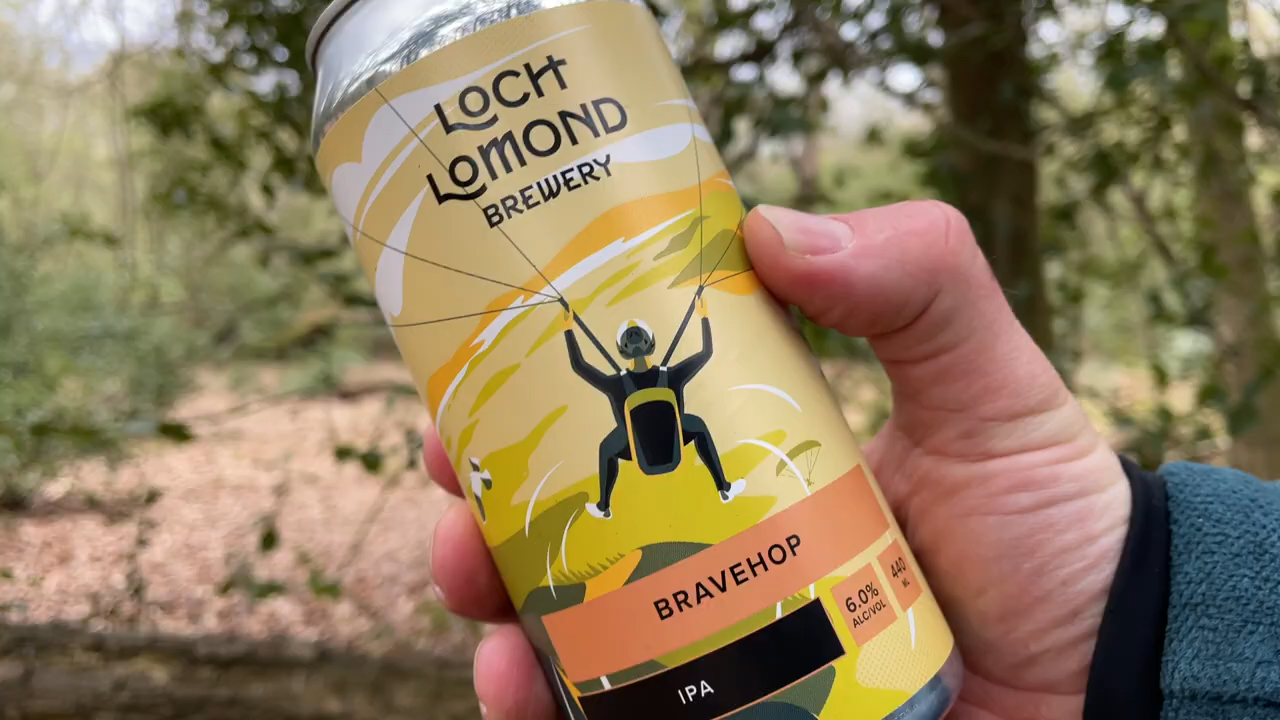 LOCH
LOMOND
BREWERY
BRAVEHOP
6.0%
ALC/VOL
440
ML
IPA